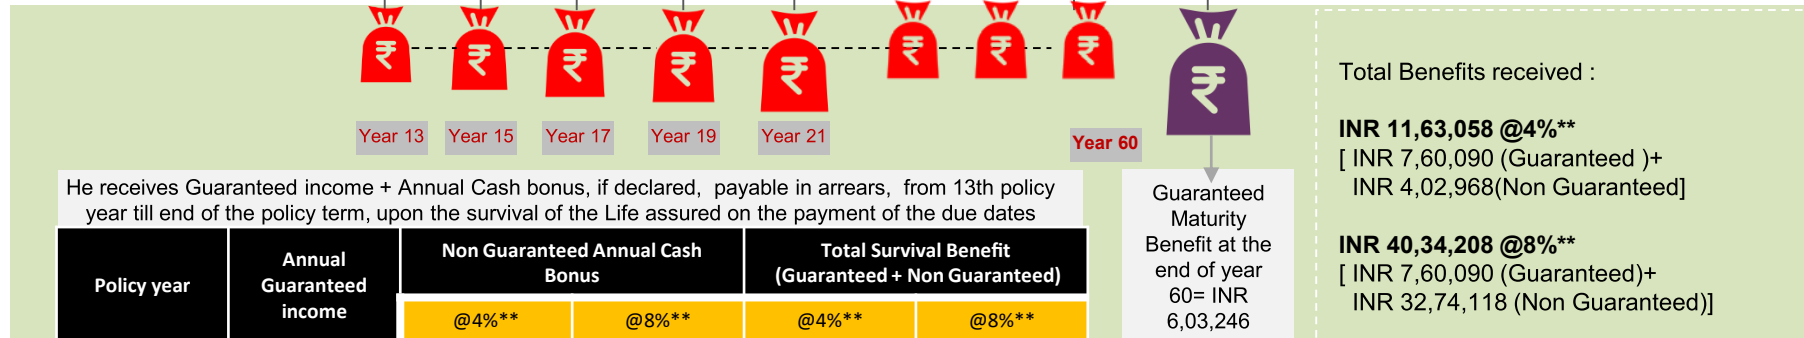 ₹ ₹ ₹ ₹ ₹ ₹ ₹ ₹ ₹
Year 13 Year 15 Year 17 Year 19 Year 21 Year 60
He receives Guaranteed income + Annual Cash bonus, if declared, payable in arrears, from 13th policy
year till end of the policy term, upon the survival of the Life assured on the payment of the due dates
Policy year
Annual
Guaranteed
income
Non Guaranteed Annual Cash
Bonus
Total Survival Benefit
(Guaranteed + Non Guaranteed)
@4%** @8%** @4%** @8%**
Guaranteed
Maturity
Benefit at the
end of year
60= INR
6,03,246
Total Benefits received :
INR 11,63,058 @4%**
[ INR 7,60,090 (Guaranteed )+
INR 4,02,968(Non Guaranteed]
INR 40,34,208 @8%**
[ INR 7,60,090 (Guaranteed)+
INR 32,74,118 (Non Guaranteed)]